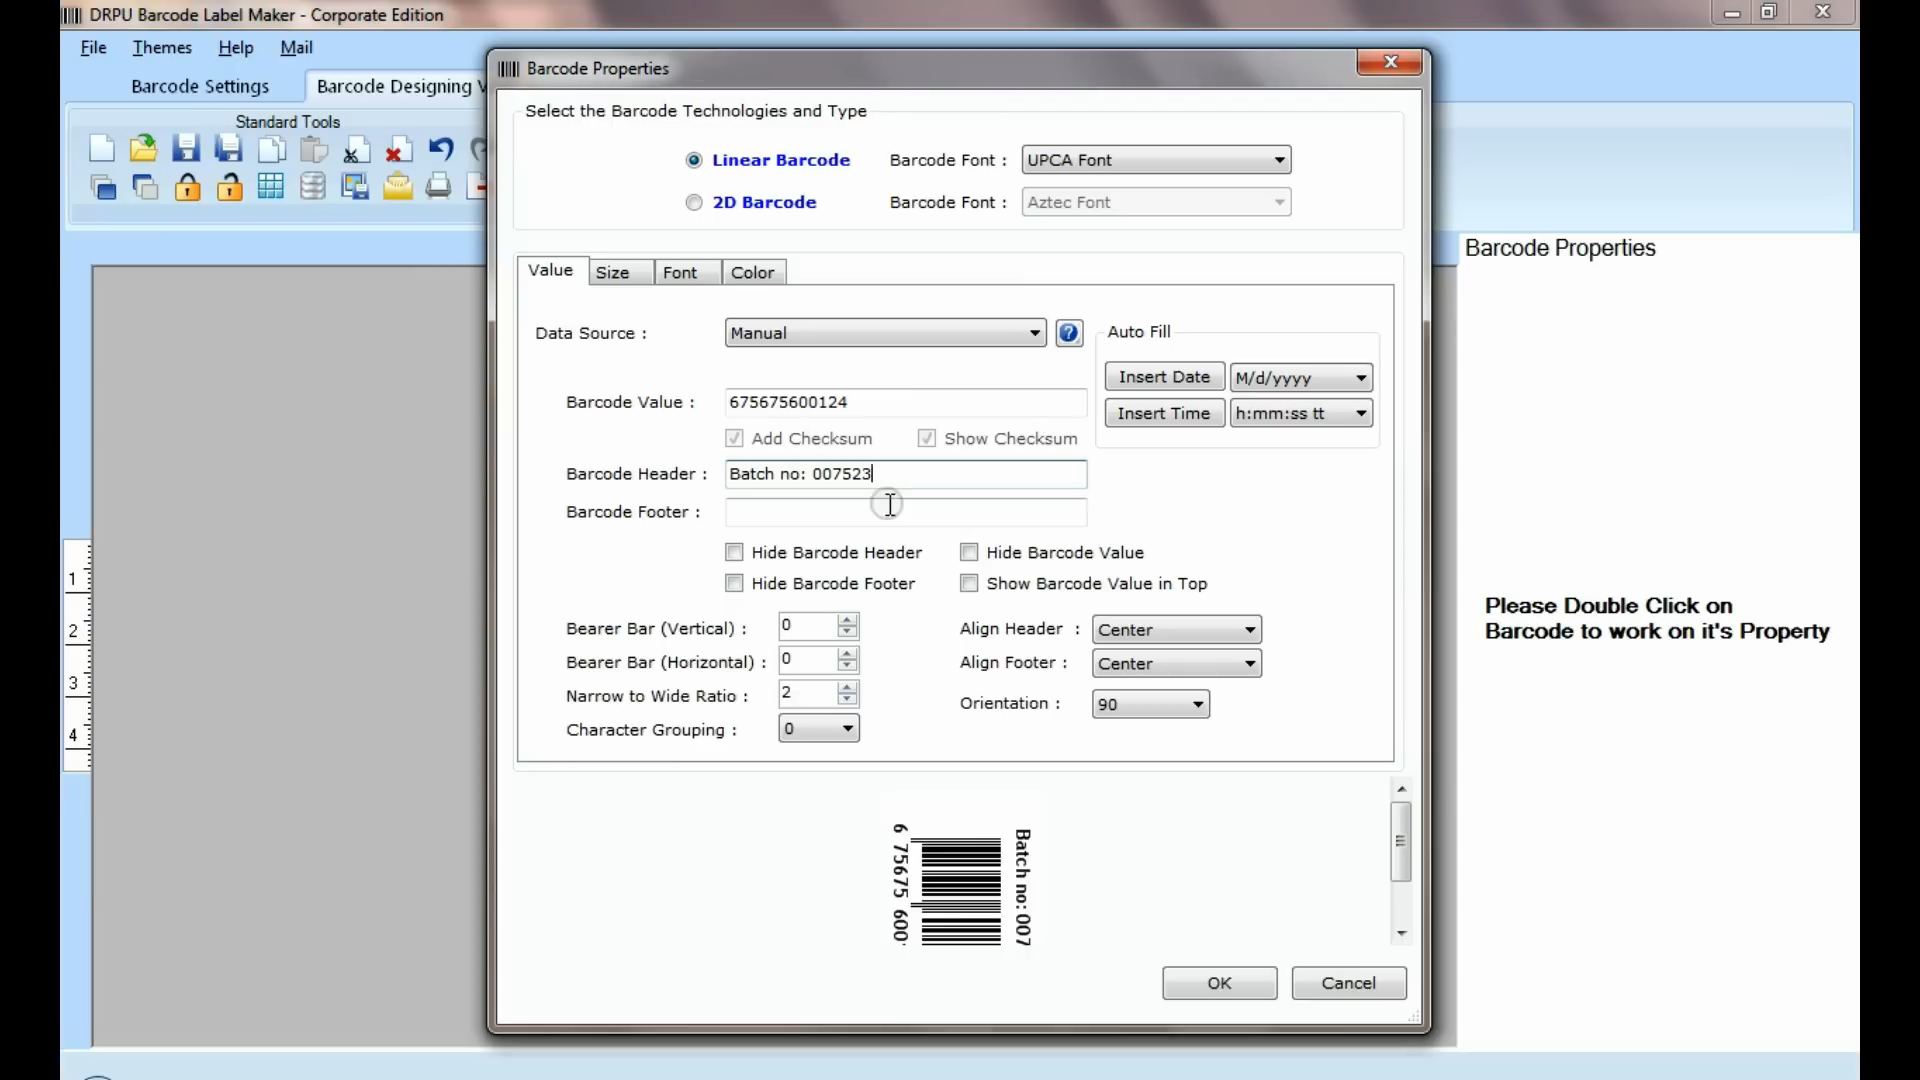 DRPU Barcode Label Maker - Corporate Edition
File Themes Help Mail
Barcode Settings Barcode Designing
Standard Tools
Barcode Properties
Select the Barcode Technologies and Type
Linear Barcode Barcode Font : UPCA Font
2D Barcode Barcode Font : Aztec Font
Value Size Font Color
Data Source : Manual ?
Auto Fill
Insert Date M/d/yyyy
Insert Time h:mm:ss tt
Barcode Value : 675675600124
Add Checksum Show Checksum
Barcode Header : Batch no: 007523
Barcode Footer :
Hide Barcode Header Hide Barcode Value
Hide Barcode Footer Show Barcode Value in Top
Bearer Bar (Vertical) : 0 Align Header : Center
Bearer Bar (Horizontal) : 0 Align Footer : Center
Narrow to Wide Ratio : 2 Orientation : 90
Character Grouping : 0
6 75675 600
Batch no: 007
OK Cancel
Barcode Properties
Please Double Click on
Barcode to work on it's Property
1
2
3
4